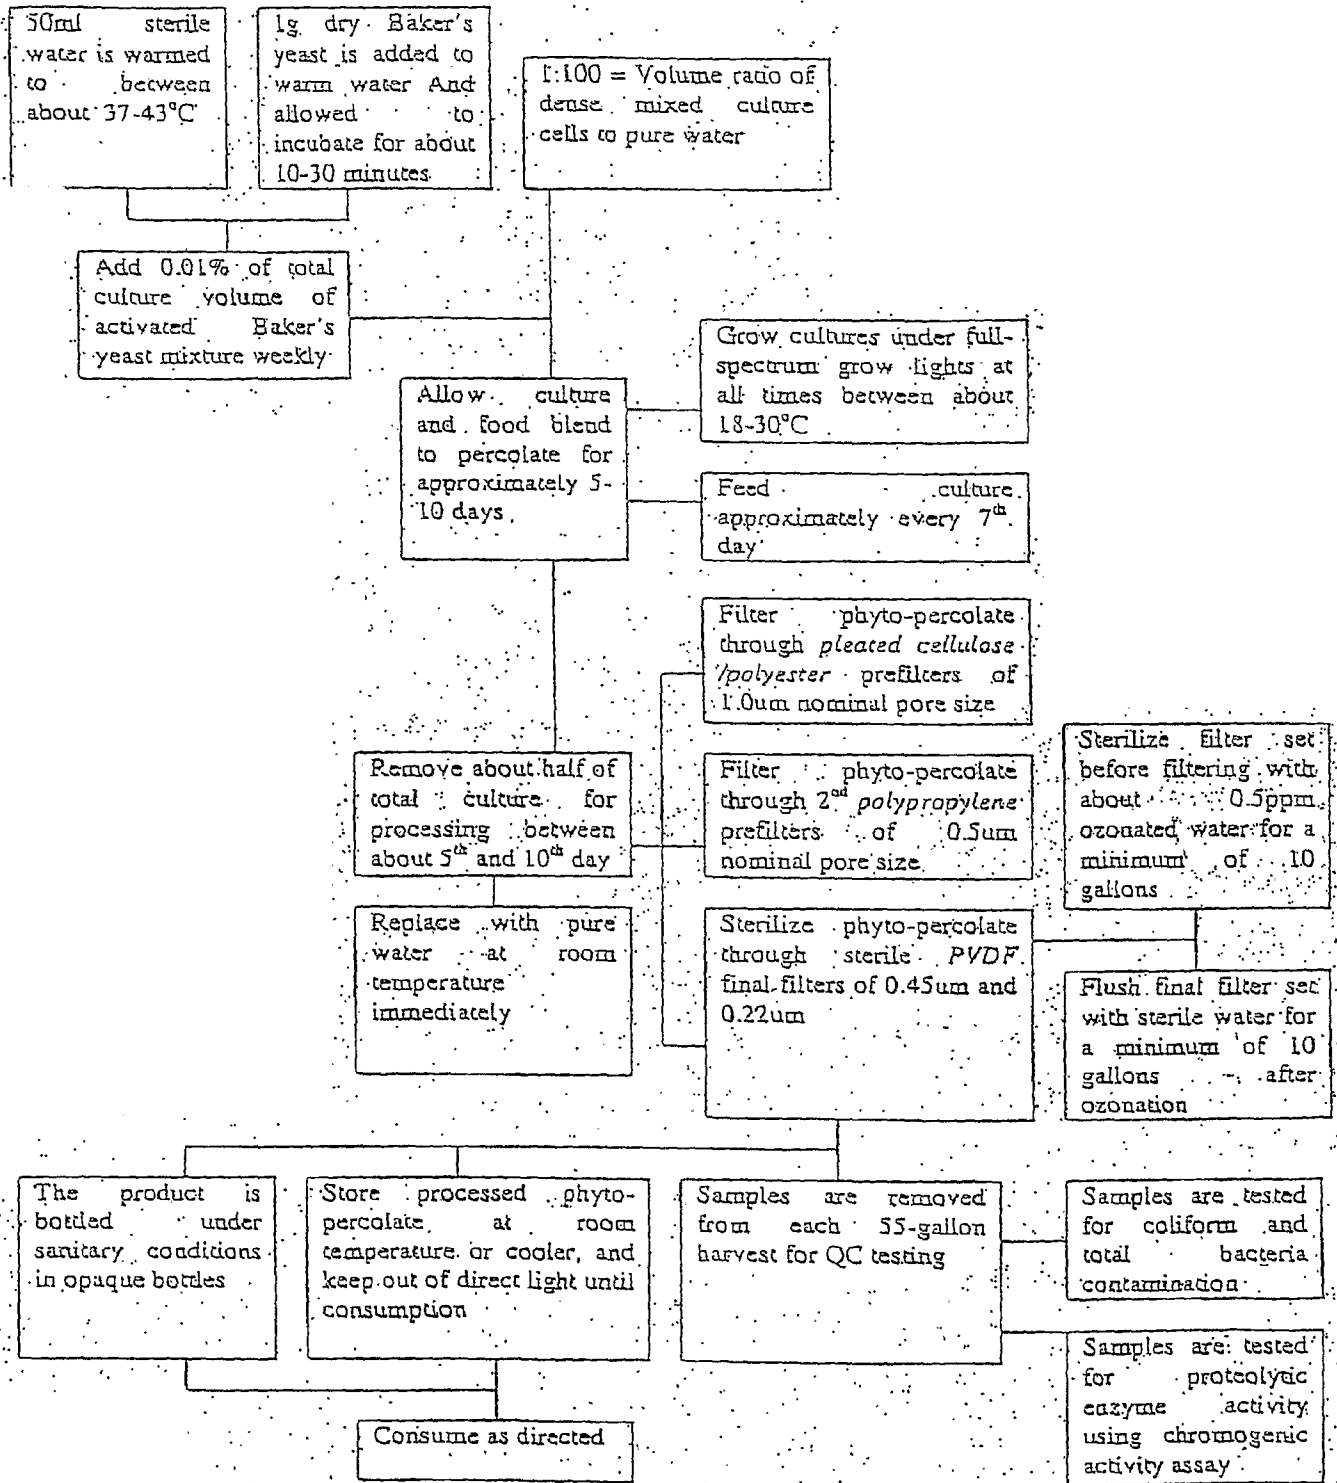 50ml sterile
water is warmed
to between
about 37-43°C
1g dry Baker's
yeast is added to
warm water And
allowed to
incubate for about
10-30 minutes
1:100 = Volume ratio of
dense mixed culture
cells to pure water
Add 0.01% of total
culture volume of
activated Baker's
yeast mixture weekly
Grow cultures under full-
spectrum grow lights at
all times between about
18-30°C
Allow culture
and food blend
to percolate for
approximately 5-
10 days
Feed culture
approximately every 7th
day
Filter phyto-percolate
through pleated cellulose
/polyester prefilters of
1.0um nominal pore size
Remove about half of
total culture for
processing between
about 5th and 10th day
Filter phyto-percolate
through 2nd polypropylene
prefilters of 0.5um
nominal pore size
Sterilize filter set
before filtering with
about 0.5ppm
ozonated water for a
minimum of 10
gallons
Replace with pure
water at room
temperature
immediately
Sterilize phyto-percolate
through sterile PVDF
final filters of 0.45um and
0.22um
Flush final filter set
with sterile water for
a minimum of 10
gallons - after
ozonation
The product is
bottled under
sanitary conditions
in opaque bottles
Store processed phyto-
percolate at room
temperature or cooler, and
keep out of direct light until
consumption
Samples are removed
from each 55-gallon
harvest for QC testing
Samples are tested
for coliform and
total bacteria
contamination
Samples are tested
for proteolytic
enzyme activity
using chromogenic
activity assay
Consume as directed